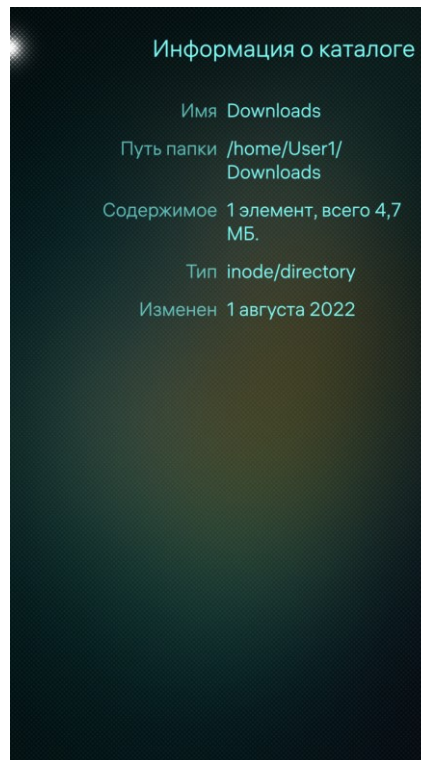 Информация о каталоге
Имя Downloads
Путь папки /home/User1/
Downloads
Содержимое 1 элемент, всего 4,7
МБ.
Тип inode/directory
Изменен 1 августа 2022